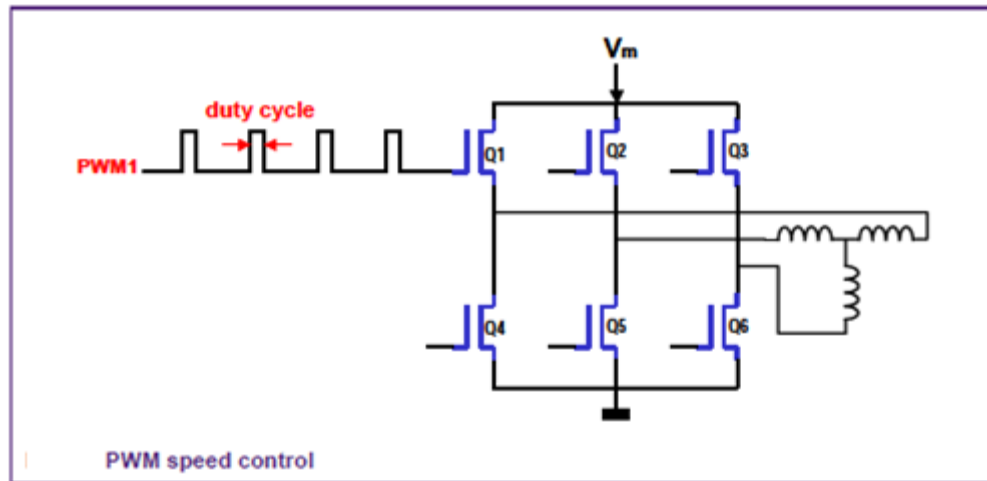 Vm
duty cycle
PWM1
Q1
Q2
Q3
Q4
Q5
Q6
PWM speed control